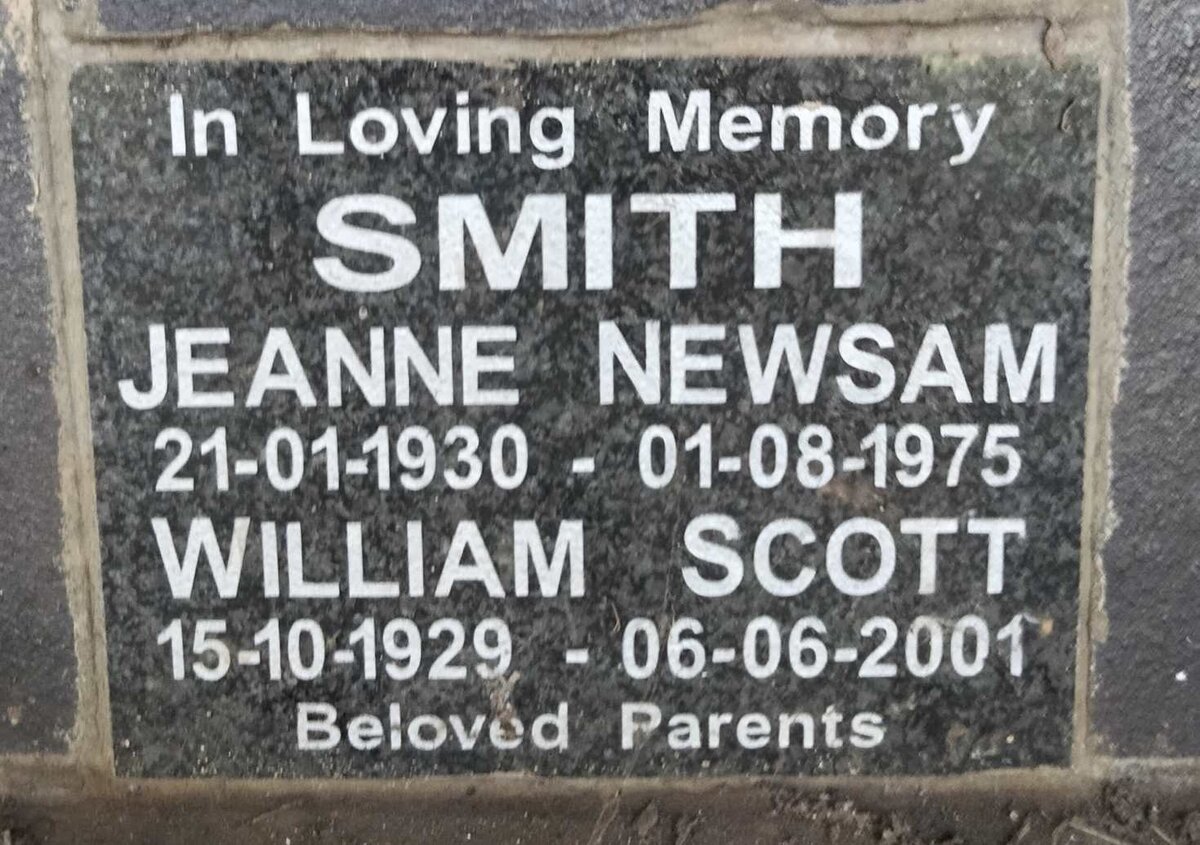 In Loving Memory
SMITH
JEANNE NEWSAM
21-01-1930 - 01-08-1975
WILLIAM SCOTT
15-10-1929 - 06-06-2001
Beloved Parents